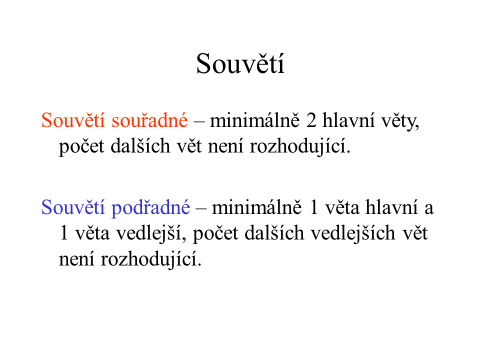 Souvětí
Souvětí souřadné – minimálně 2 hlavní věty,
počet dalších vět není rozhodující.
Souvětí podřadné – minimálně 1 věta hlavní a
1 věta vedlejší, počet dalších vedlejších vět
není rozhodující.